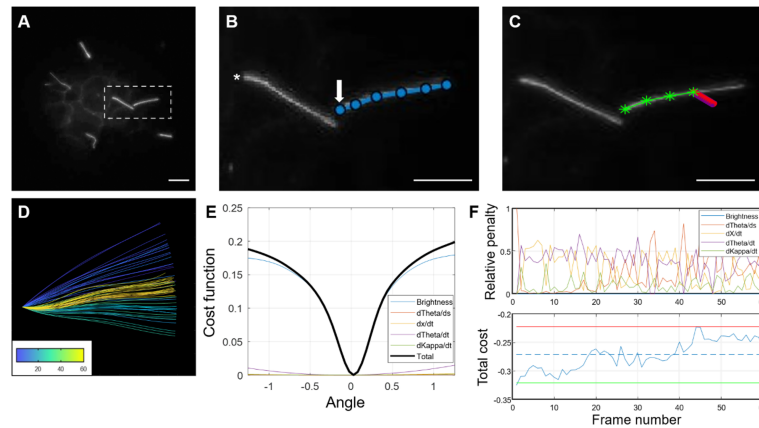 A
B
C
*
D
20 40 60
E
Cost function
0.25
0.2
0.15
0.1
0.05
0
-1 -0.5 0 0.5 1
Angle
Brightness
dTheta/ds
dx/dt
dTheta/dt
dKappa/dt
Total
F
Relative penalty
1
0.5
0
0 10 20 30 40 50
Brightness
dTheta/ds
dX/dt
dTheta/dt
dKappa/dt
Total cost
-0.2
-0.25
-0.3
-0.35
0 10 20 30 40 50
Frame number